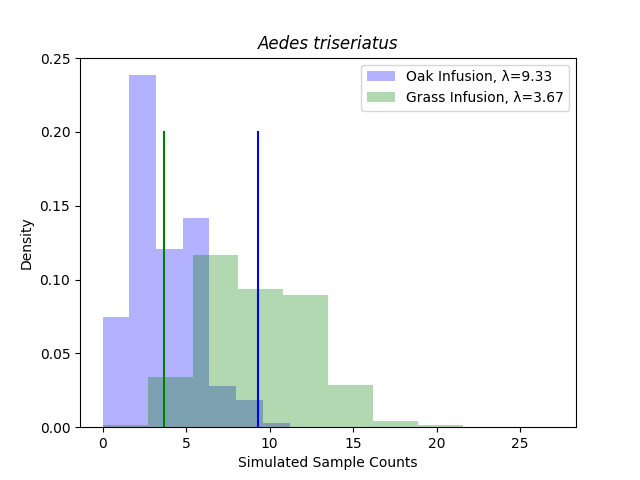 Aedes triseriatus
Oak Infusion, λ=9.33
Grass Infusion, λ=3.67
0.25
0.20
0.15
0.10
0.05
0.00
Density
0 5 10 15 20 25
Simulated Sample Counts